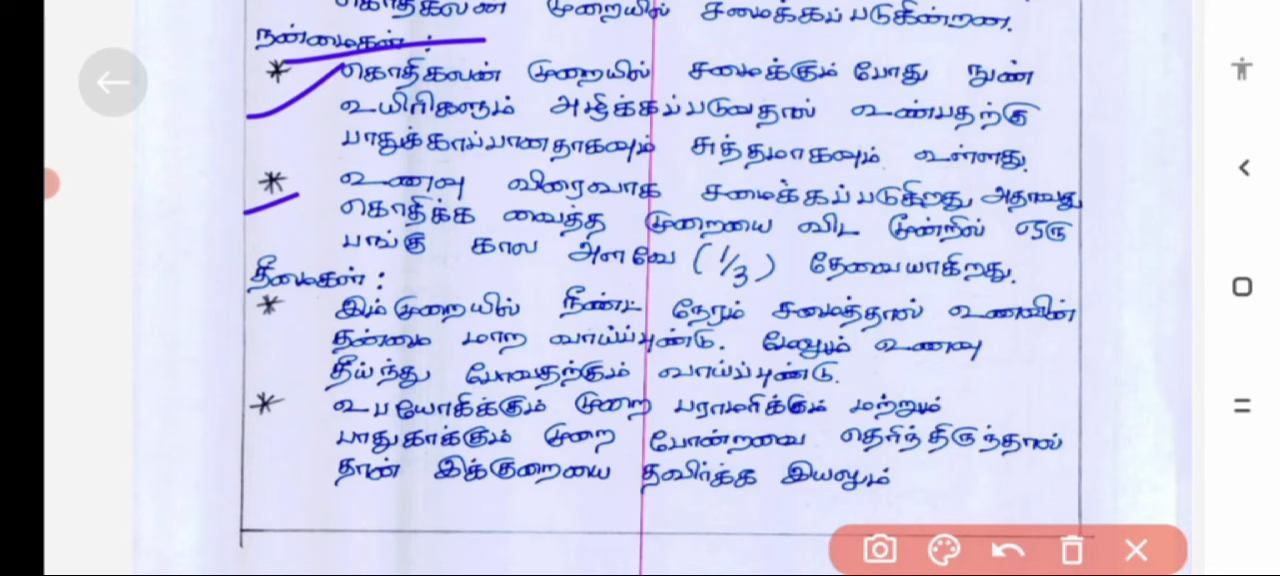 கொதிகலன் முறையில் சமைக்கப்படுகின்றன.
நன்மைகள் :
* கொதிகலன் முறையில் சமைக்கும் போது நுண்
உயிரிகளும் அழிக்கப்படுவதால் உண்பதற்கு
பாதுக்காப்பானதாகவும் சுத்தமாகவும் உள்ளது.
* உணவு விரைவாக சமைக்கப்படுகிறது அதாவது
கொதிக்க வைத்த முறையை விட மூன்றில் ஒரு
பங்கு கால அளவே (1/3) தேவையாகிறது.
தீமைகள் :
* இம்முறையில் நீண்ட நேரம் சமைத்தால் உணவின்
தன்மை மாற வாய்ப்புண்டு. மேலும் உணவு
தீய்ந்து போவதற்கும் வாய்ப்புண்டு.
* உபயோகிக்கும் முறை பராமரிக்கும் மற்றும்
பாதுகாக்கும் முறை போன்றவை தெரிந்திருந்தால்
தான் இக்குறையை தவிர்க்க இயலும்